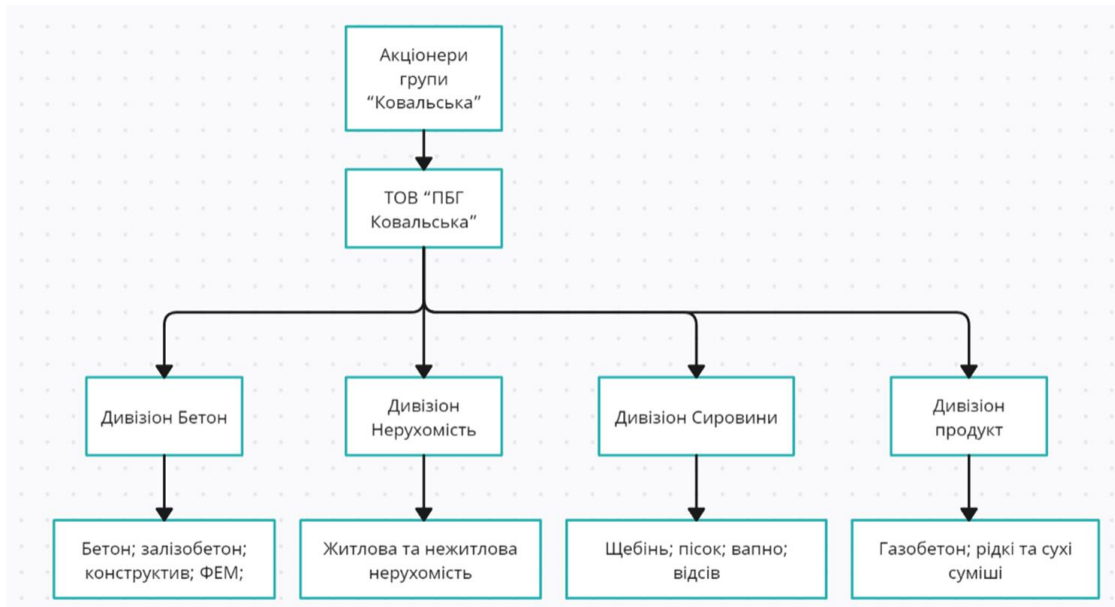 Акціонери
групи
“Ковальська”
ТОВ “ПБГ
Ковальська”
Дивізіон Бетон
Дивізіон
Нерухомість
Дивізіон Сировини
Дивізіон
продукт
Бетон; залізобетон;
конструктив; ФЕМ;
Житлова та нежитлова
нерухомість
Щебінь; пісок; вапно;
відсів
Газобетон; рідкі та сухі
суміші